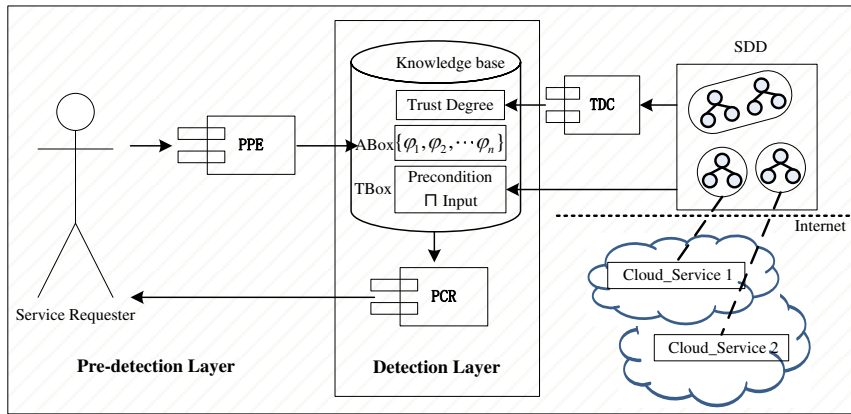 SDD
Knowledge base
Trust Degree
TDC
PPE
ABox {φ1, φ2, ⋯ φn}
TBox
Precondition
⊓ Input
Internet
Cloud_Service 1
PCR
Service Requester
Cloud_Service 2
Pre-detection Layer
Detection Layer